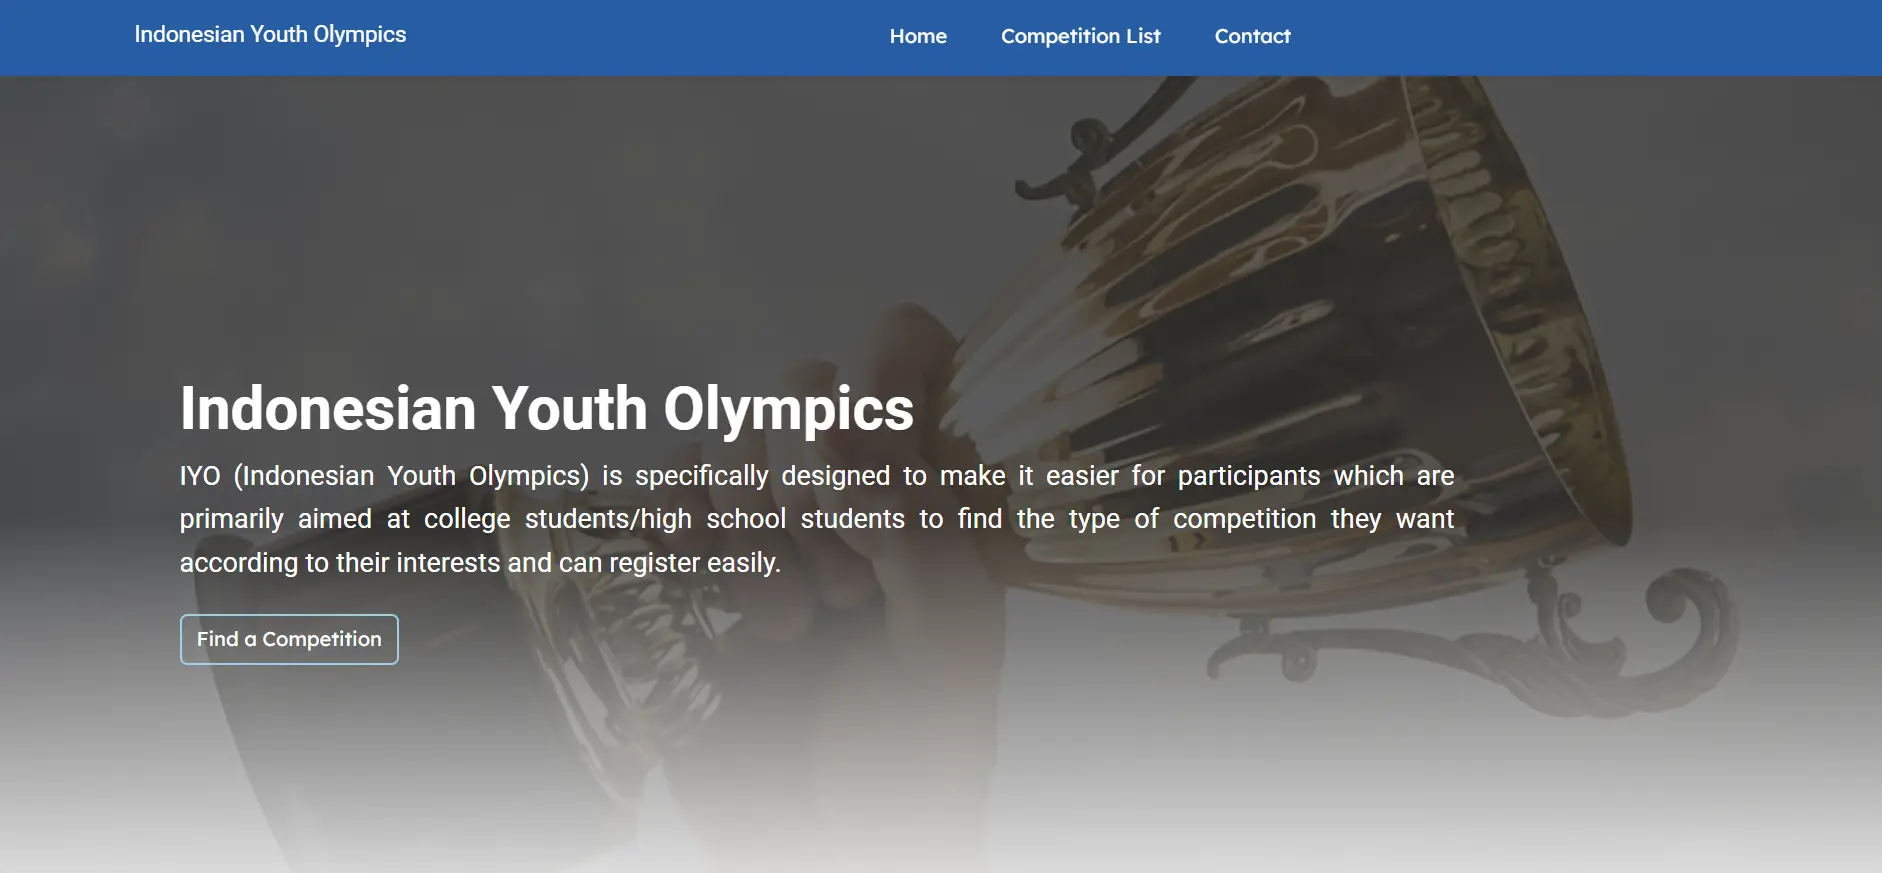 Indonesian Youth Olympics
Home
Competition List
Contact
Indonesian Youth Olympics
IYO (Indonesian Youth Olympics) is specifically designed to make it easier for participants which are
primarily aimed at college students/high school students to find the type of competition they want
according to their interests and can register easily.
Find a Competition